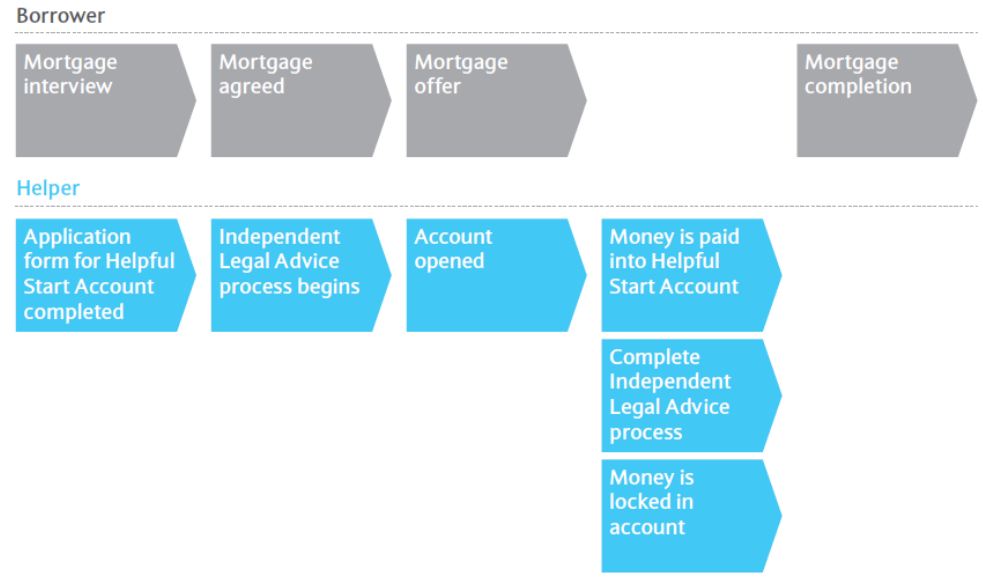 Borrower
Mortgage
interview
Mortgage
agreed
Mortgage
offer
Mortgage
completion
Helper
Application
form for Helpful
Start Account
completed
Independent
Legal Advice
process begins
Account
opened
Money is paid
into Helpful
Start Account
Complete
Independent
Legal Advice
process
Money is
locked in
account